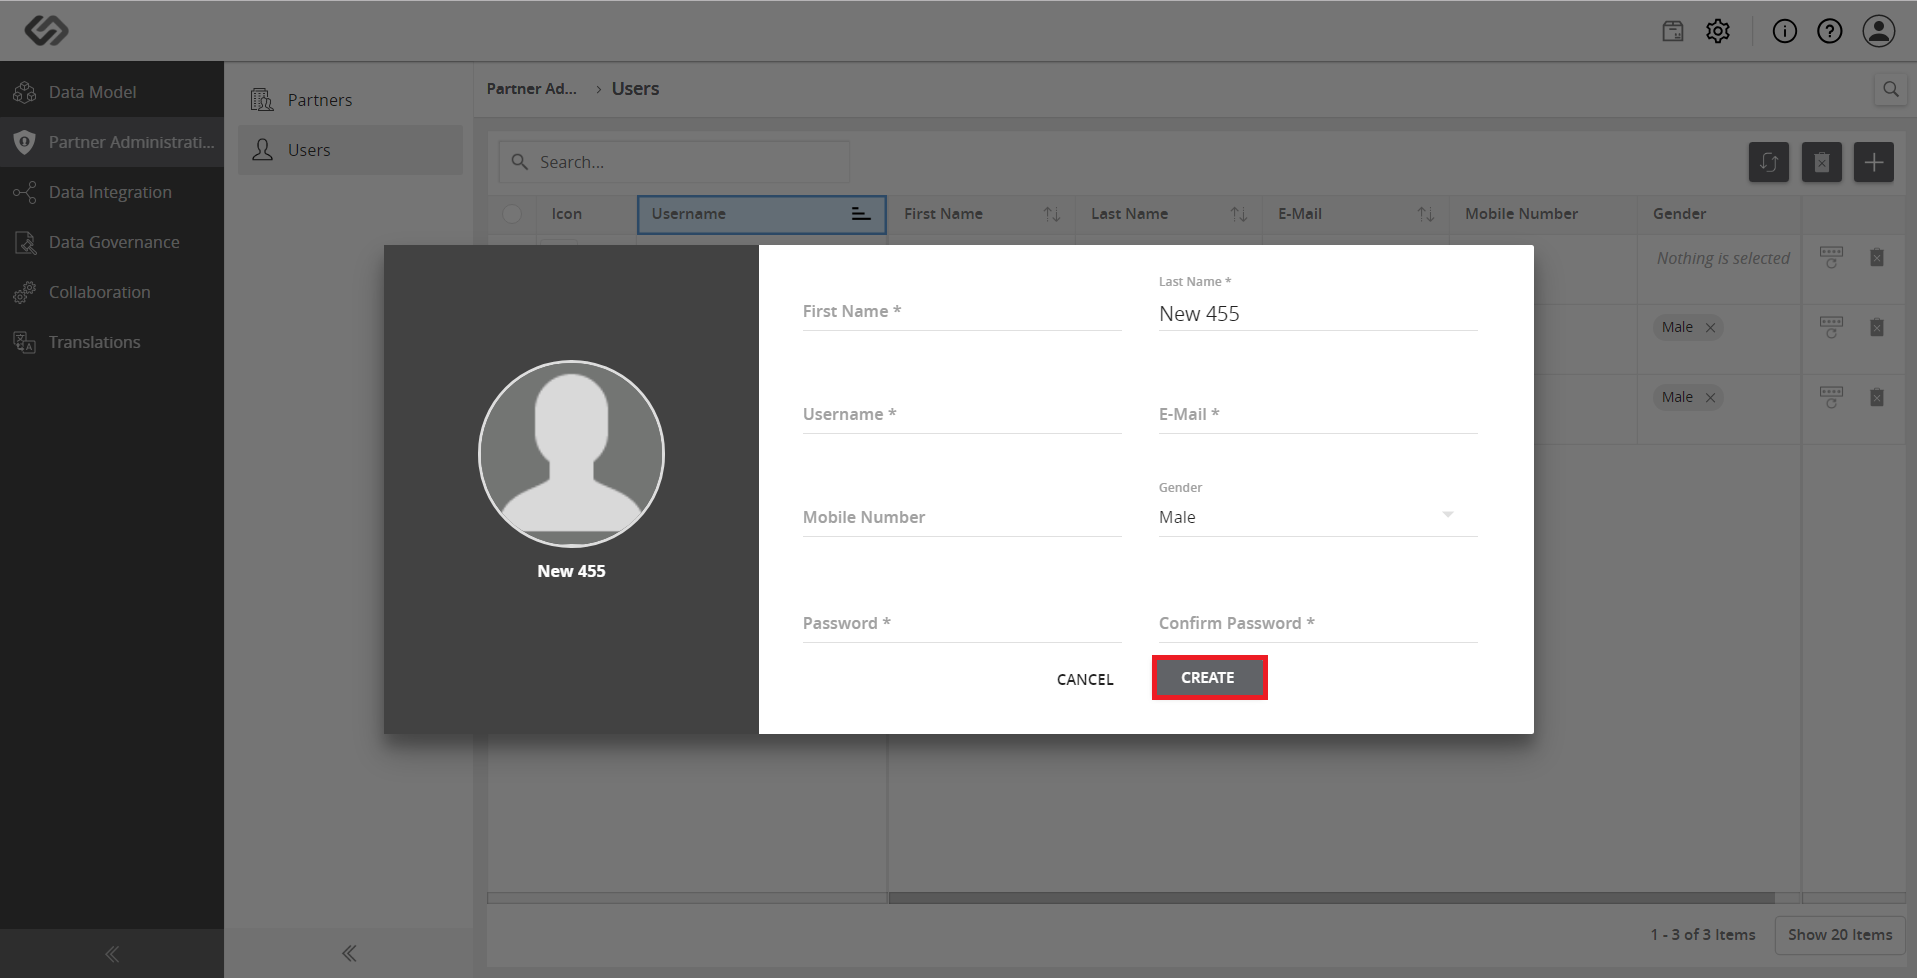 Data Model
Partner Administrati...
Data Integration
Data Governance
Collaboration
Translations
Partners
Users
Partner Ad... › Users
Search...
Icon Username First Name Last Name E-Mail Mobile Number Gender
Nothing is selected
Male
Male
New 455
First Name *
Last Name *
New 455
Username *
E-Mail *
Mobile Number
Gender
Male
Password *
Confirm Password *
CANCEL
CREATE
1 - 3 of 3 Items
Show 20 Items